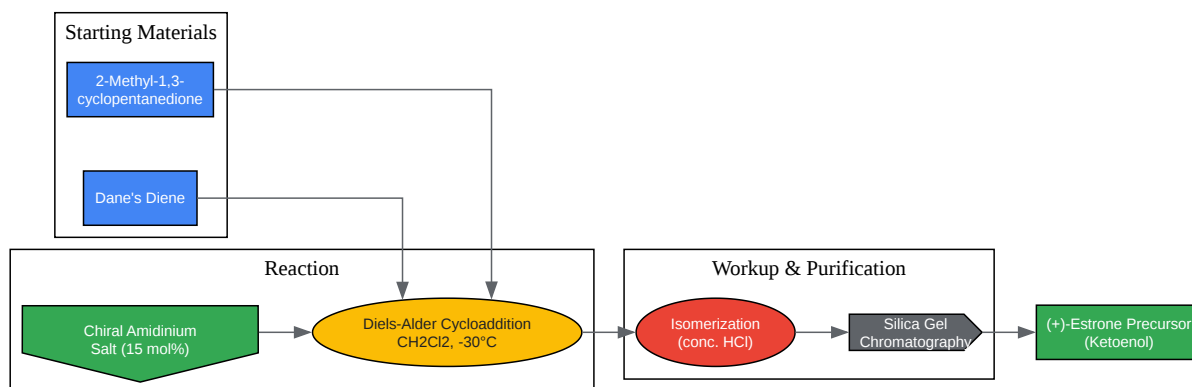 Starting Materials
2-Methyl-1,3-
cyclopentanedione
Dane's Diene
Reaction
Chiral Amidinium
Salt (15 mol%)
Diels-Alder Cycloaddition
CH2Cl2, -30°C
Workup & Purification
Isomerization
(conc. HCl)
Silica Gel
Chromatography
(+)-Estrone Precursor
(Ketoenol)